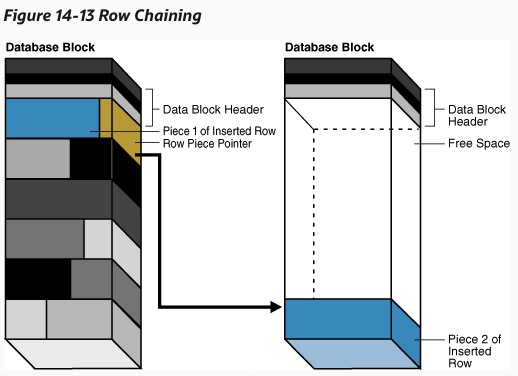 Figure 14-13 Row Chaining
Database Block
Data Block Header
Piece 1 of Inserted Row
Row Piece Pointer
Database Block
Data Block
Header
Free Space
Piece 2 of
Inserted
Row